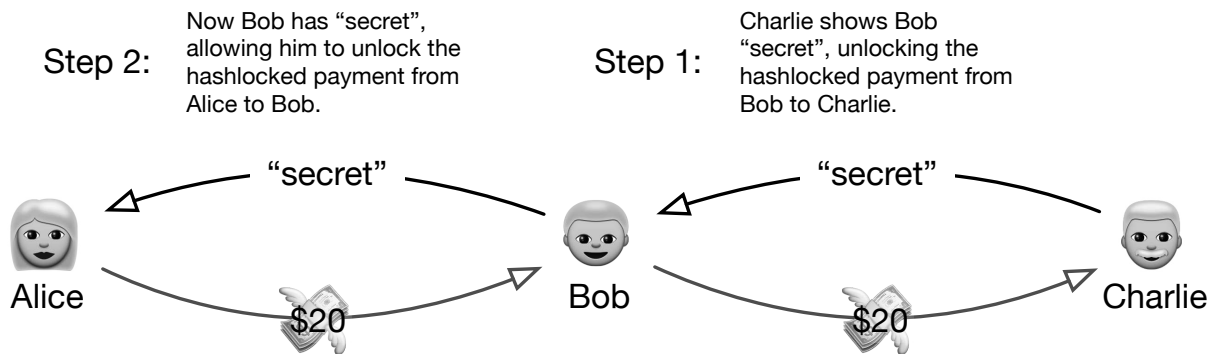 Step 2:
Now Bob has “secret”,
allowing him to unlock the
hashlocked payment from
Alice to Bob.
Step 1:
Charlie shows Bob
“secret”, unlocking the
hashlocked payment from
Bob to Charlie.
“secret”
“secret”
Alice
Bob
Charlie
$20
$20